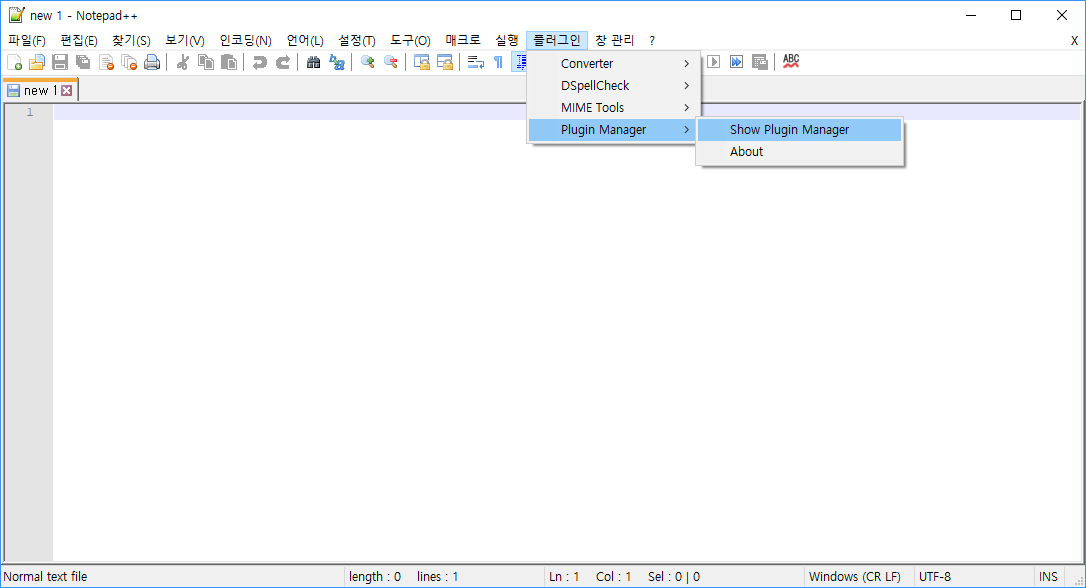 new 1 - Notepad++
파일(F) 편집(E) 찾기(S) 보기(V) 인코딩(N) 언어(L) 설정(T) 도구(O) 매크로 실행 플러그인 창 관리 ? X
ABC
new 1
Converter
DSpellCheck
MIME Tools
Plugin Manager
Show Plugin Manager
About
1
Normal text file length : 0 lines : 1 Ln : 1 Col : 1 Sel : 0 | 0 Windows (CR LF) UTF-8 INS